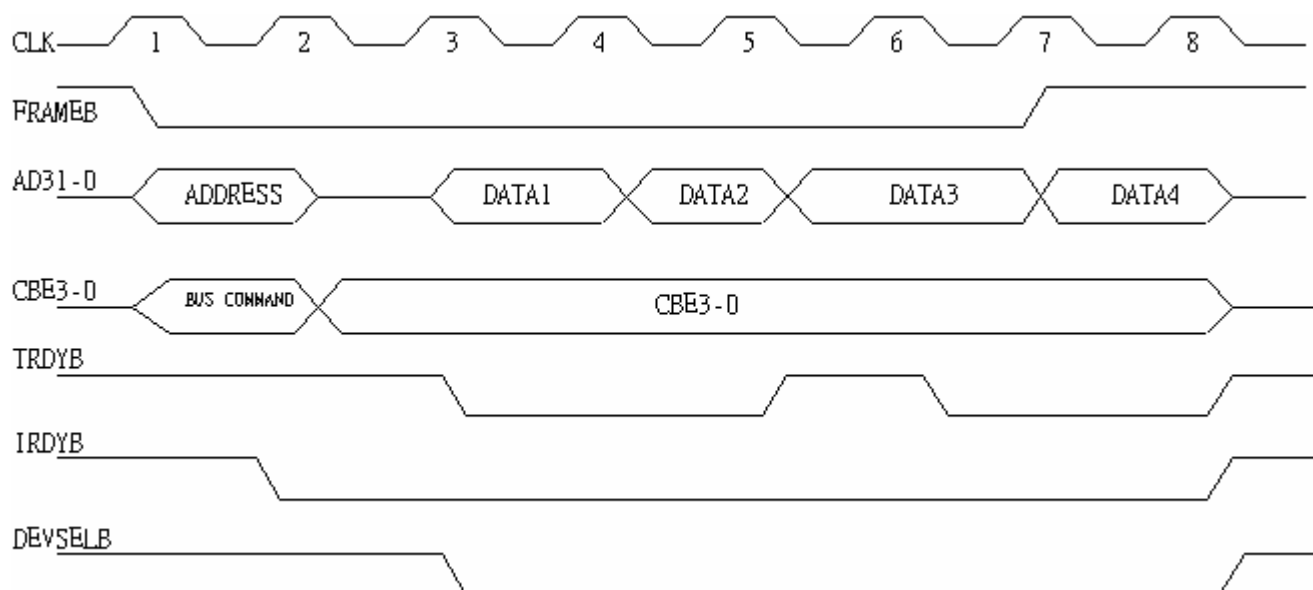 CLK 1 2 3 4 5 6 7 8
FRAMEB
AD31-0 ADDRESS DATA1 DATA2 DATA3 DATA4
CBE3-0 BUS COMMAND CBE3-0
TRDYB
IRDYB
DEVSELB